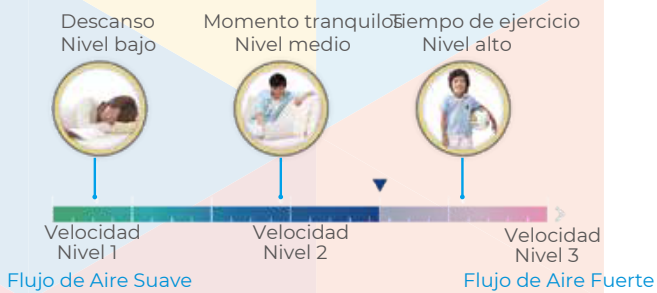 Descanso
Nivel bajo
Momento tranquilos
Nivel medio
Tiempo de ejercicio
Nivel alto
Velocidad
Nivel 1
Velocidad
Nivel 2
Velocidad
Nivel 3
Flujo de Aire Suave
Flujo de Aire Fuerte